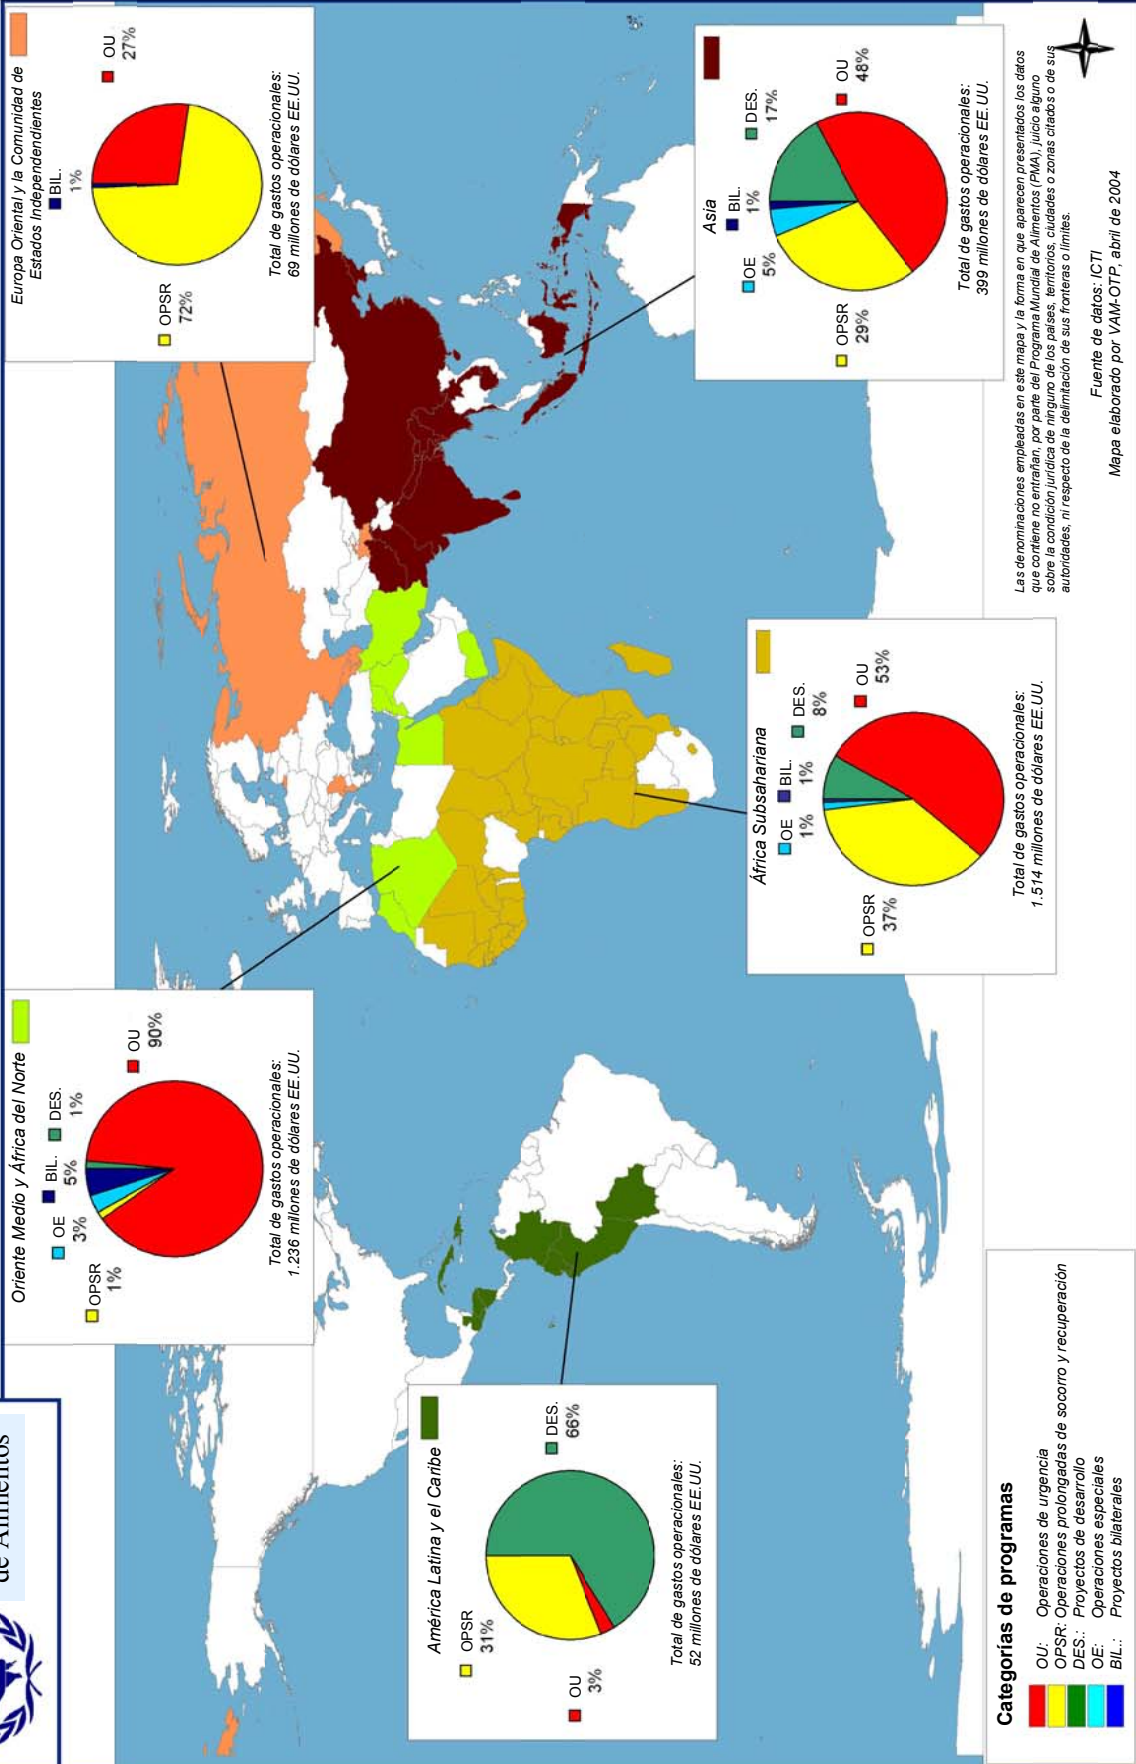 de Alimentos
Oriente Medio y África del Norte
OPSR
1%
OE
3%
BIL.
5%
DES.
1%
OU
90%
Total de gastos operacionales:
1.236 millones de dólares EE.UU.
Europa Oriental y la Comunidad de
Estados Independendientes
OPSR
72%
BIL.
1%
OU
27%
Total de gastos operacionales:
69 millones de dólares EE.UU.
América Latina y el Caribe
OPSR
31%
OU
3%
DES.
66%
Total de gastos operacionales:
52 millones de dólares EE.UU.
África Subsahariana
OPSR
37%
OE
1%
BIL.
1%
DES.
8%
OU
53%
Total de gastos operacionales:
1.514 millones de dólares EE.UU.
Asia
OPSR
29%
OE
5%
BIL.
1%
DES.
17%
OU
48%
Total de gastos operacionales:
399 millones de dólares EE.UU.
Categorías de programas
OU: Operaciones de urgencia
OPSR: Operaciones prolongadas de socorro y recuperación
DES.: Proyectos de desarrollo
OE: Operaciones especiales
BIL.: Proyectos bilaterales
Las denominaciones empleadas en este mapa y la forma en que aparecen presentados los datos
que contiene no entrañan, por parte del Programa Mundial de Alimentos (PMA), juicio alguno
sobre la condición jurídica de ninguno de los países, territorios, ciudades o zonas citados o de sus
autoridades, ni respecto de la delimitación de sus fronteras o límites.
Fuente de datos: ICTI
Mapa elaborado por VAM-OTP, abril de 2004